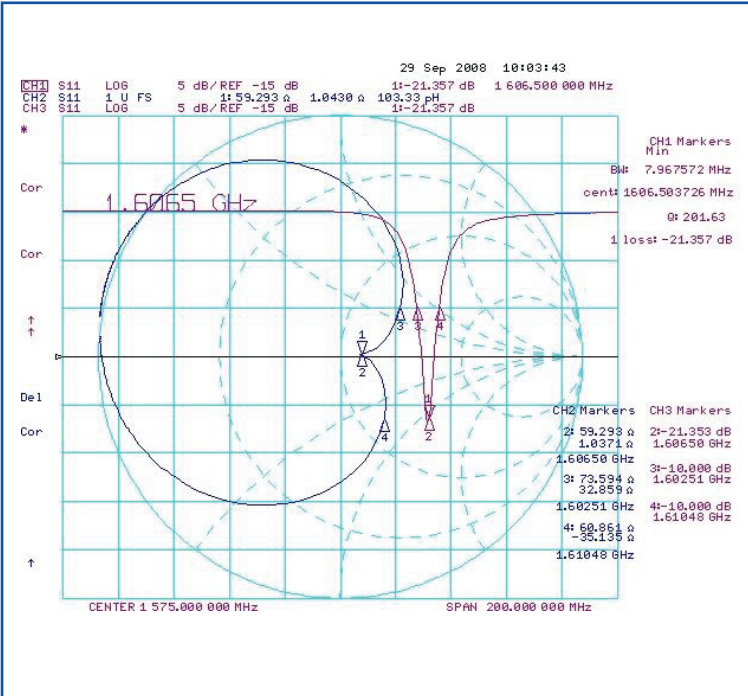 29 Sep 2008 10:03:43
CH1 S11 LOG 5 dB/REF -15 dB 1:-21.357 dB 1 606.500 000 MHz
CH2 S11 1 U FS 1:59.293 Ω 1.0430 Ω 103.33 pH
CH3 S11 LOG 5 dB/REF -15 dB 1:-21.357 dB
*
CH1 Markers
Min
BW: 7.967572 MHz
cent: 1606.503726 MHz
Q: 201.63
1 loss: -21.357 dB
Cor
1.6065 GHz
Cor
↑
↑
3
3
4
1
2
Del
Cor
4
1
2
CH2 Markers
2: 59.293 Ω
1.0371 Ω
1.60650 GHz
3: 73.594 Ω
32.859 Ω
1.60251 GHz
4: 60.861 Ω
-35.135 Ω
1.61048 GHz
CH3 Markers
2:-21.353 dB
1.60650 GHz
3:-10.000 dB
1.60251 GHz
4:-10.000 dB
1.61048 GHz
↑
CENTER 1 575.000 000 MHz SPAN 200.000 000 MHz